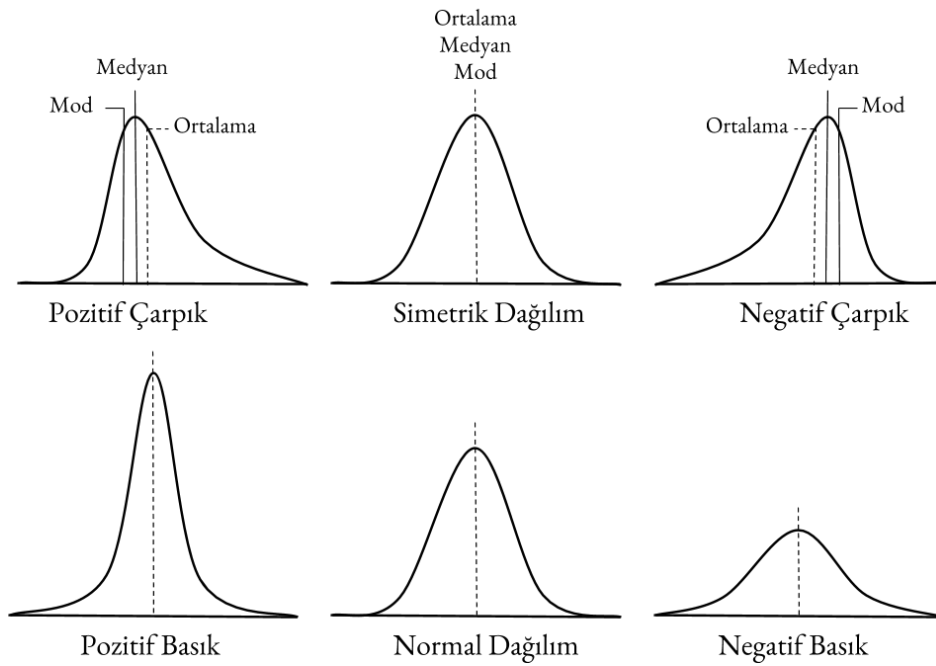 Medyan
Mod
Ortalama
Pozitif Çarpık
Ortalama
Medyan
Mod
Simetrik Dağılım
Medyan
Mod
Ortalama
Negatif Çarpık
Pozitif Basık
Normal Dağılım
Negatif Basık